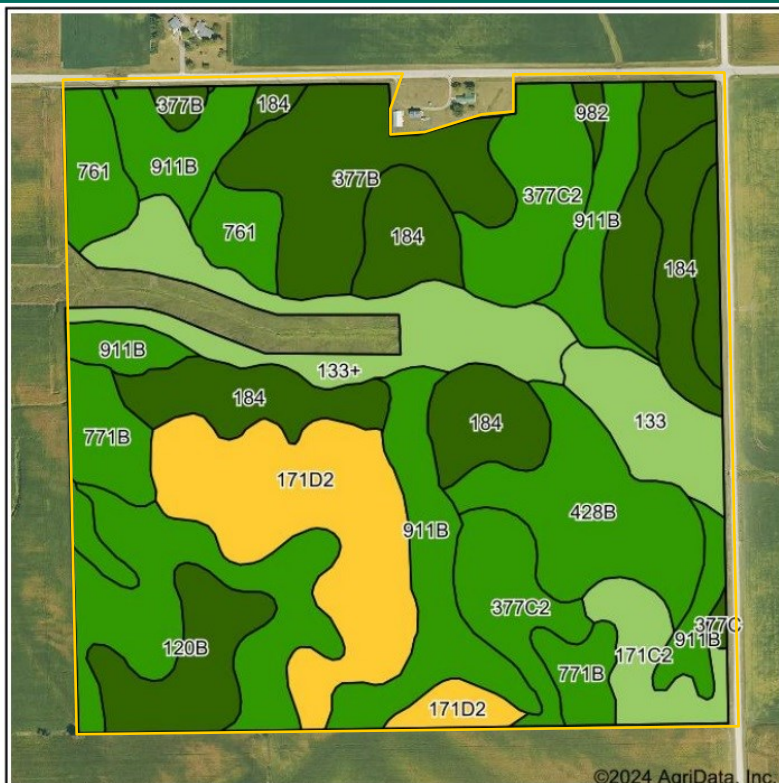 377B
184
982
761
911B
377B
377C2
911B
761
184
184
911B
133+
184
184
133
771B
171D2
911B
428B
377C2
377C
911B
120B
171C2
771B
171D2
©2024 AgriData, Inc.